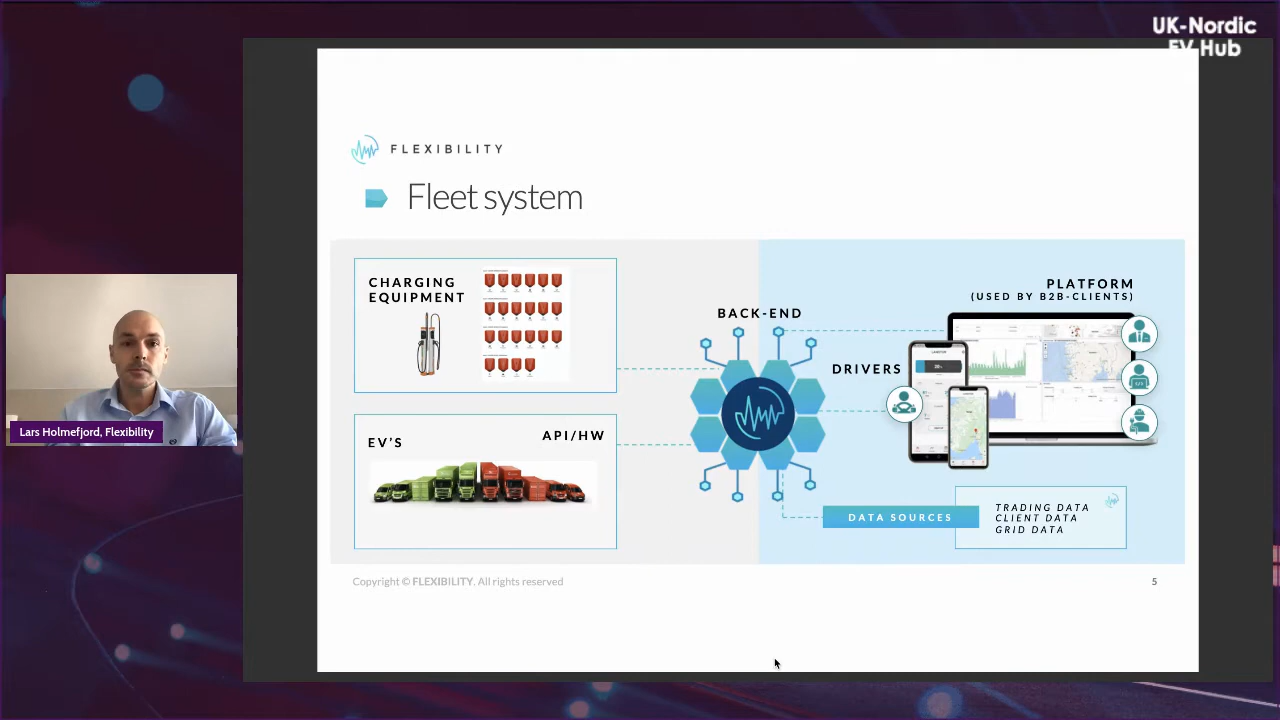 UK-Nordic
EV Hub
FLEXIBILITY
Fleet system
CHARGING
EQUIPMENT
EV'S
API/HW
BACK-END
DRIVERS
PLATFORM
(USED BY B2B-CLIENTS)
DATA SOURCES
TRADING DATA
CLIENT DATA
GRID DATA
Copyright © FLEXIBILITY. All rights reserved
5
Lars Holmefjord, Flexibility